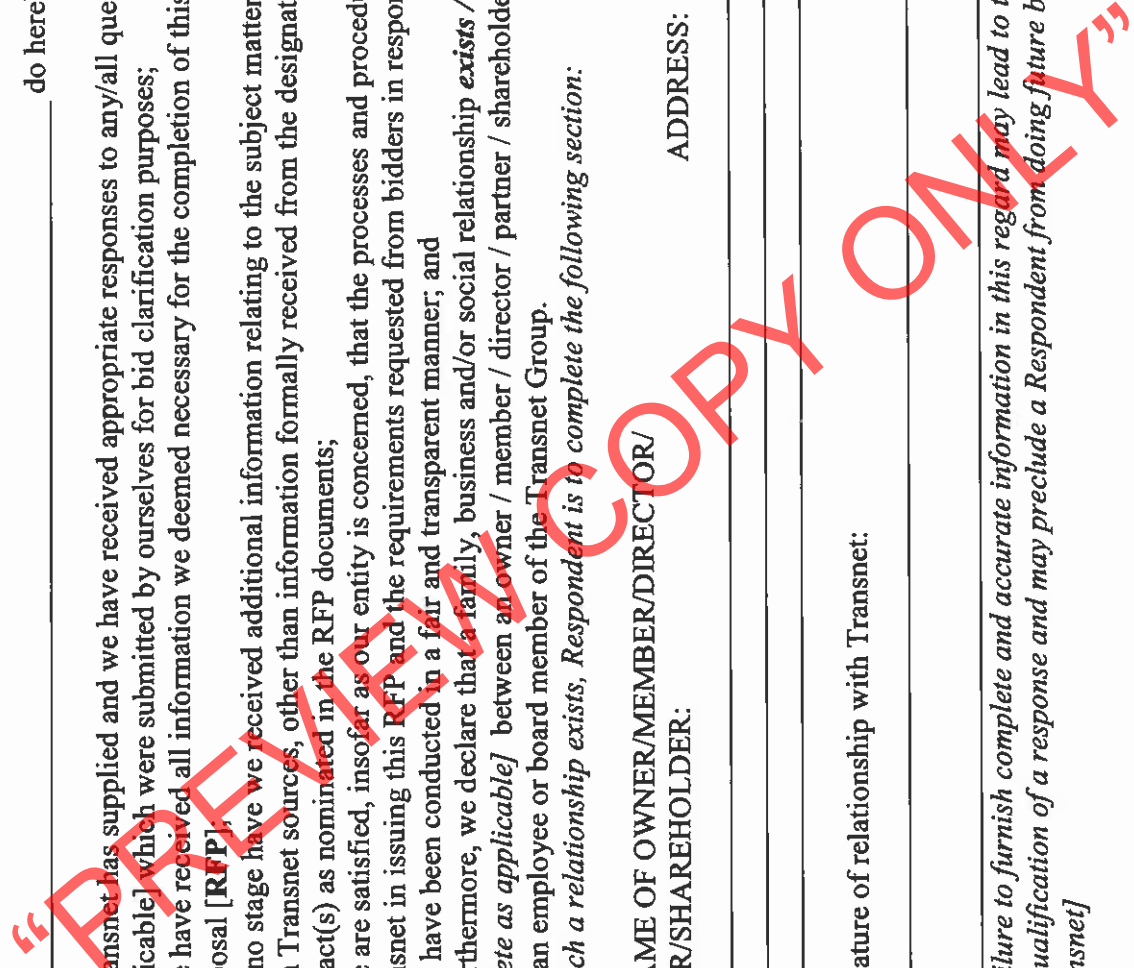 do here
ansnet has supplied and we have received appropriate responses to any/all que
icable] which were submitted by ourselves for bid clarification purposes;
e have received all information we deemed necessary for the completion of this
posal [RFP];
no stage have we received additional information relating to the subject matter
n Transnet sources, other than information formally received from the designat
act(s) as nominated in the RFP documents;
e are satisfied, insofar as our entity is concerned, that the processes and procedu
nsnet in issuing this RFP and the requirements requested from bidders in respon
have been conducted in a fair and transparent manner; and
rthermore, we declare that a family, business and/or social relationship exists /
ete as applicable] between an owner / member / director / partner / shareholde
an employee or board member of the Transnet Group.
ch a relationship exists, Respondent is to complete the following section:
AME OF OWNER/MEMBER/DIRECTOR/
R/SHAREHOLDER: ADDRESS:
ature of relationship with Transnet:
ilure to furnish complete and accurate information in this regard may lead to t
ualification of a response and may preclude a Respondent from doing future b
nsnet]
“PREVIEW COPY ONLY”